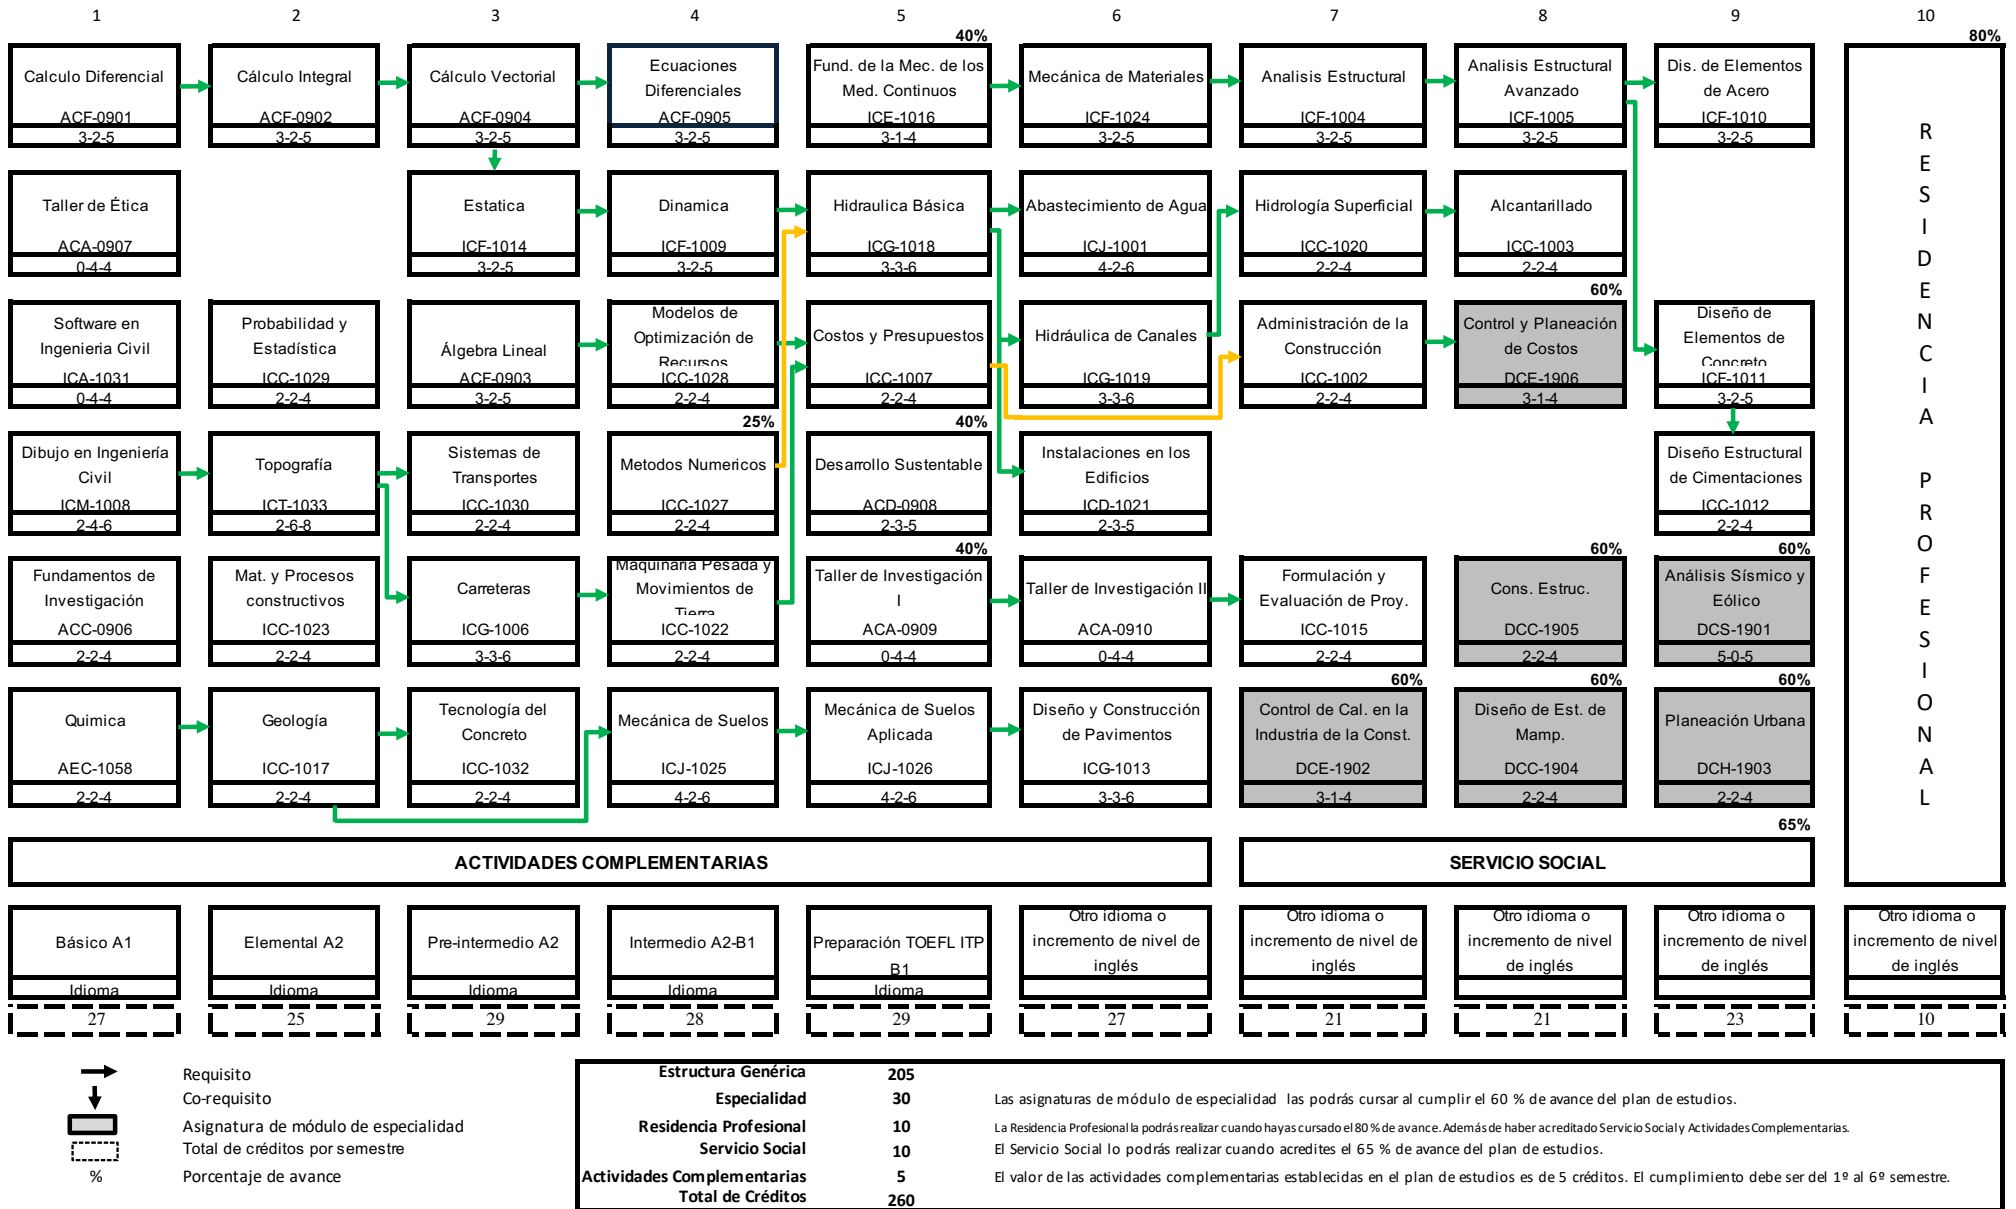 1 2 3 4 5 6 7 8 9 10
40% 80%
Calculo Diferencial
ACF-0901
3-2-5
Cálculo Integral
ACF-0902
3-2-5
Cálculo Vectorial
ACF-0904
3-2-5
Ecuaciones
Diferenciales
ACF-0905
3-2-5
Fund. de la Mec. de los
Med. Continuos
ICE-1016
3-1-4
Mecánica de Materiales
ICF-1024
3-2-5
Analisis Estructural
ICF-1004
3-2-5
Analisis Estructural
Avanzado
ICF-1005
3-2-5
Dis. de Elementos
de Acero
ICF-1010
3-2-5
RESIDENCIA PROFESIONAL
Taller de Ética
ACA-0907
0-4-4
Estatica
ICF-1014
3-2-5
Dinamica
ICF-1009
3-2-5
Hidraulica Básica
ICG-1018
3-3-6
Abastecimiento de Agua
ICJ-1001
4-2-6
Hidrología Superficial
ICC-1020
2-2-4
Alcantarillado
ICC-1003
2-2-4
60%
Software en
Ingenieria Civil
ICA-1031
0-4-4
Probabilidad y
Estadística
ICC-1029
2-2-4
Álgebra Lineal
ACF-0903
3-2-5
Modelos de
Optimización de
Recursos
ICC-1028
2-2-4
Costos y Presupuestos
ICC-1007
2-2-4
Hidráulica de Canales
ICG-1019
3-3-6
Administración de la
Construcción
ICC-1002
2-2-4
Control y Planeación
de Costos
DCE-1906
3-1-4
Diseño de
Elementos de
Concreto
ICF-1011
3-2-5
25% 40%
Dibujo en Ingeniería
Civil
ICM-1008
2-4-6
Topografía
ICT-1033
2-6-8
Sistemas de
Transportes
ICC-1030
2-2-4
Metodos Numericos
ICC-1027
2-2-4
Desarrollo Sustentable
ACD-0908
2-3-5
Instalaciones en los
Edificios
ICD-1021
2-3-5
Diseño Estructural
de Cimentaciones
ICC-1012
2-2-4
40% 60% 60%
Fundamentos de
Investigación
ACC-0906
2-2-4
Mat. y Procesos
constructivos
ICC-1023
2-2-4
Carreteras
ICG-1006
3-3-6
Maquinaria Pesada y
Movimientos de
Tierra
ICC-1022
2-2-4
Taller de Investigación
I
ACA-0909
0-4-4
Taller de Investigación II
ACA-0910
0-4-4
Formulación y
Evaluación de Proy.
ICC-1015
2-2-4
Cons. Estruc.
DCC-1905
2-2-4
Análisis Sísmico y
Eólico
DCS-1901
5-0-5
60% 60% 60%
Quimica
AEC-1058
2-2-4
Geología
ICC-1017
2-2-4
Tecnología del
Concreto
ICC-1032
2-2-4
Mecánica de Suelos
ICJ-1025
4-2-6
Mecánica de Suelos
Aplicada
ICJ-1026
4-2-6
Diseño y Construcción
de Pavimentos
ICG-1013
3-3-6
Control de Cal. en la
Industria de la Const.
DCE-1902
3-1-4
Diseño de Est. de
Mamp.
DCC-1904
2-2-4
Planeación Urbana
DCH-1903
2-2-4
65%
ACTIVIDADES COMPLEMENTARIAS
SERVICIO SOCIAL
Básico A1
Idioma
Elemental A2
Idioma
Pre-intermedio A2
Idioma
Intermedio A2-B1
Idioma
Preparación TOEFL ITP
B1
Idioma
Otro idioma o
incremento de nivel de
inglés
Otro idioma o
incremento de nivel de
inglés
Otro idioma o
incremento de nivel
de inglés
Otro idioma o
incremento de nivel
de inglés
Otro idioma o
incremento de nivel
de inglés
27 25 29 28 29 27 21 21 23 10
Requisito
Co-requisito
Asignatura de módulo de especialidad
Total de créditos por semestre
% Porcentaje de avance
Estructura Genérica 205
Especialidad 30 Las asignaturas de módulo de especialidad las podrás cursar al cumplir el 60 % de avance del plan de estudios.
Residencia Profesional 10 La Residencia Profesional la podrás realizar cuando hayas cursado el 80 % de avance. Además de haber acreditado Servicio Social y Actividades Complementarias.
Servicio Social 10 El Servicio Social lo podrás realizar cuando acredites el 65 % de avance del plan de estudios.
Actividades Complementarias 5 El valor de las actividades complementarias establecidas en el plan de estudios es de 5 créditos. El cumplimiento debe ser del 1º al 6º semestre.
Total de Créditos 260